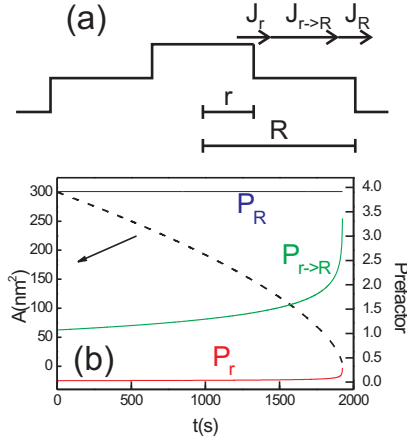 (a)
J_r J_r->R J_R
r
R
300 4.0
250 3.5
200 3.0
150 2.5
100 2.0
50 1.5
0 1.0
0.5
0.0
A(nm²)
Prefactor
P_R
P_r->R
P_r
(b)
0 500 1000 1500 2000
t(s)